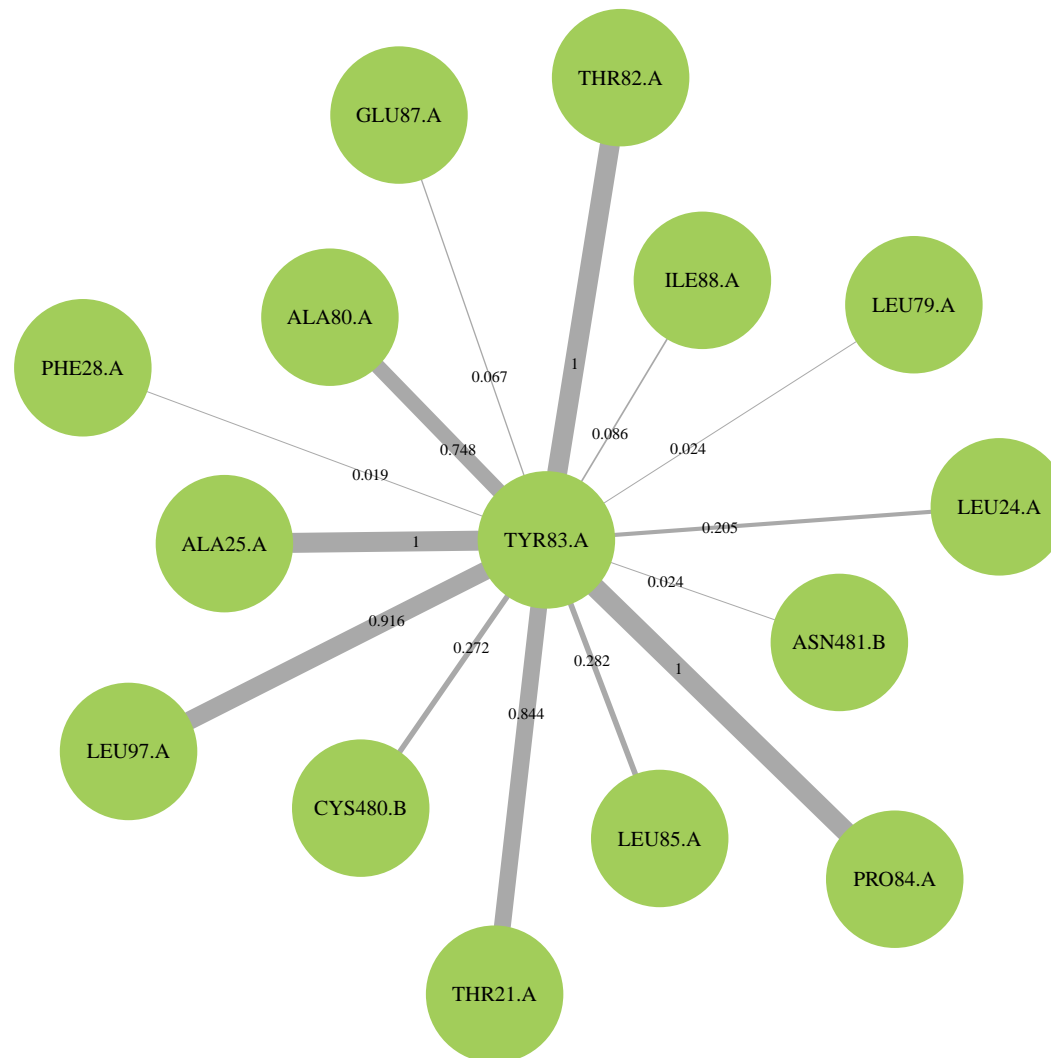 THR82.A
GLU87.A
ILE88.A
LEU79.A
ALA80.A
PHE28.A
1
0.067
0.086
0.024
0.748
0.019
LEU24.A
0.205
ALA25.A
1
TYR83.A
0.024
ASN481.B
0.916
0.272
0.282
1
0.844
LEU97.A
CYS480.B
LEU85.A
PRO84.A
THR21.A